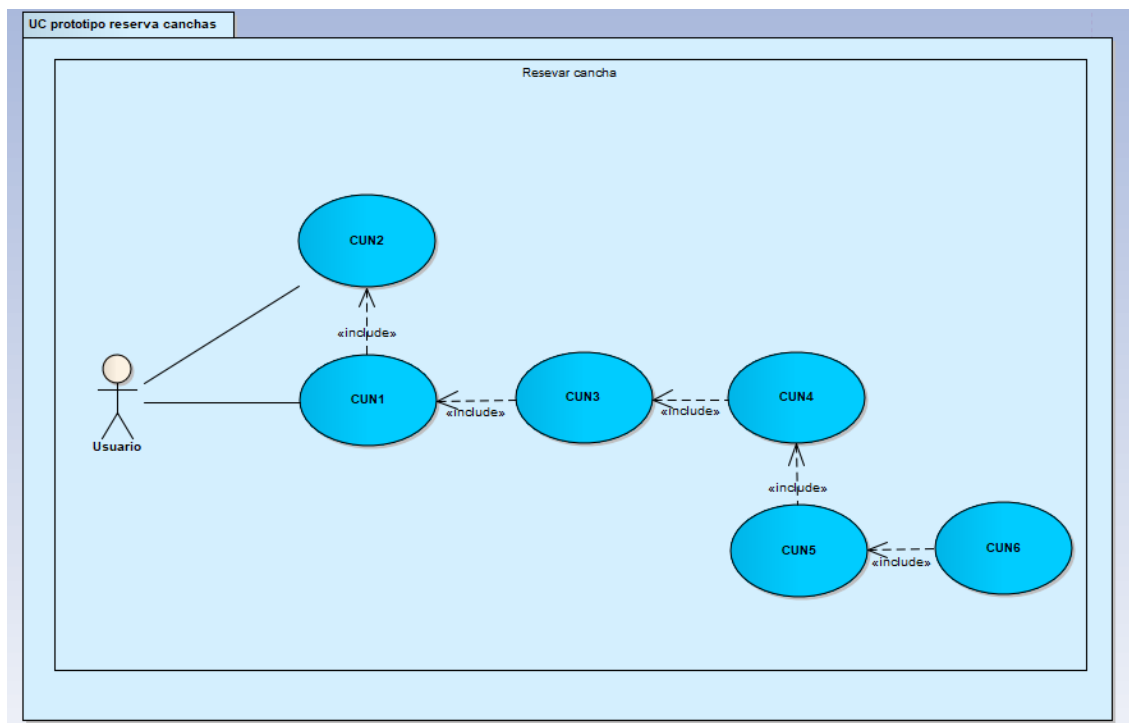 UC prototipo reserva canchas
Resevar cancha
CUN2
«include»
CUN1
«include»
CUN3
«include»
CUN4
Usuario
«include»
CUN5
«include»
CUN6